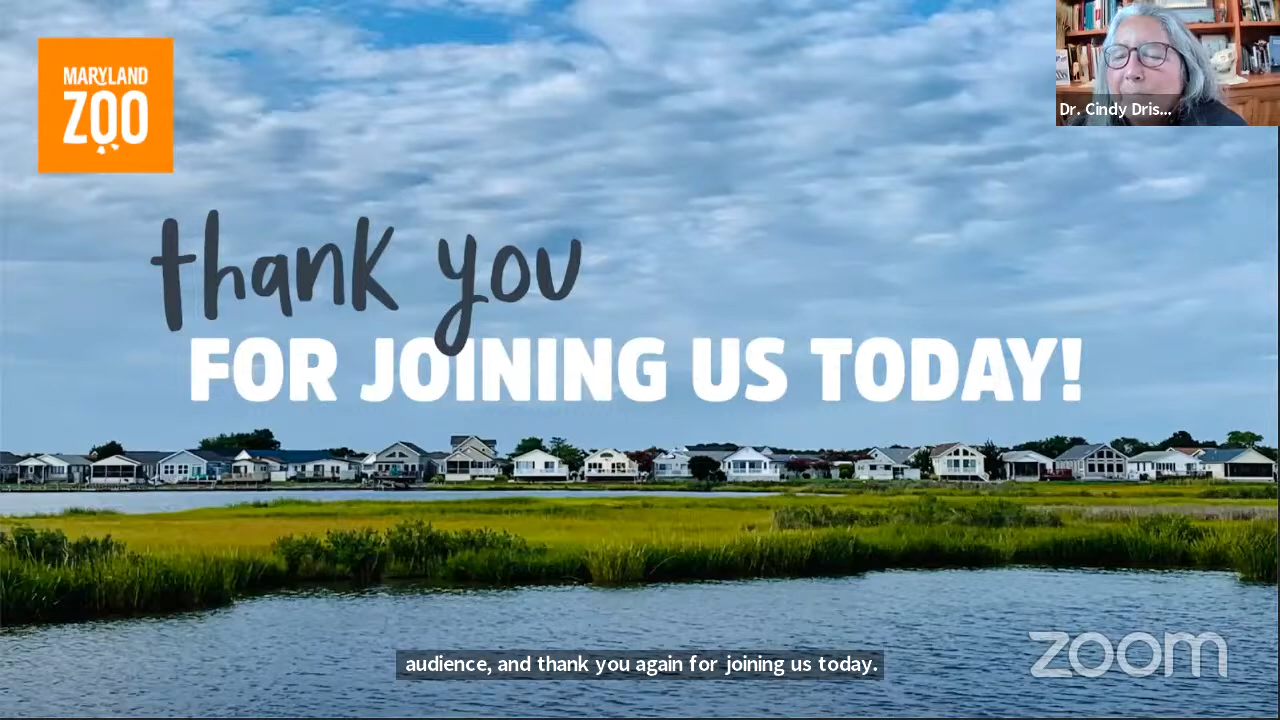 MARYLAND
ZOO
Dr. Cindy Dris...
thank you
FOR JOINING US TODAY!
audience, and thank you again for joining us today.
zoom